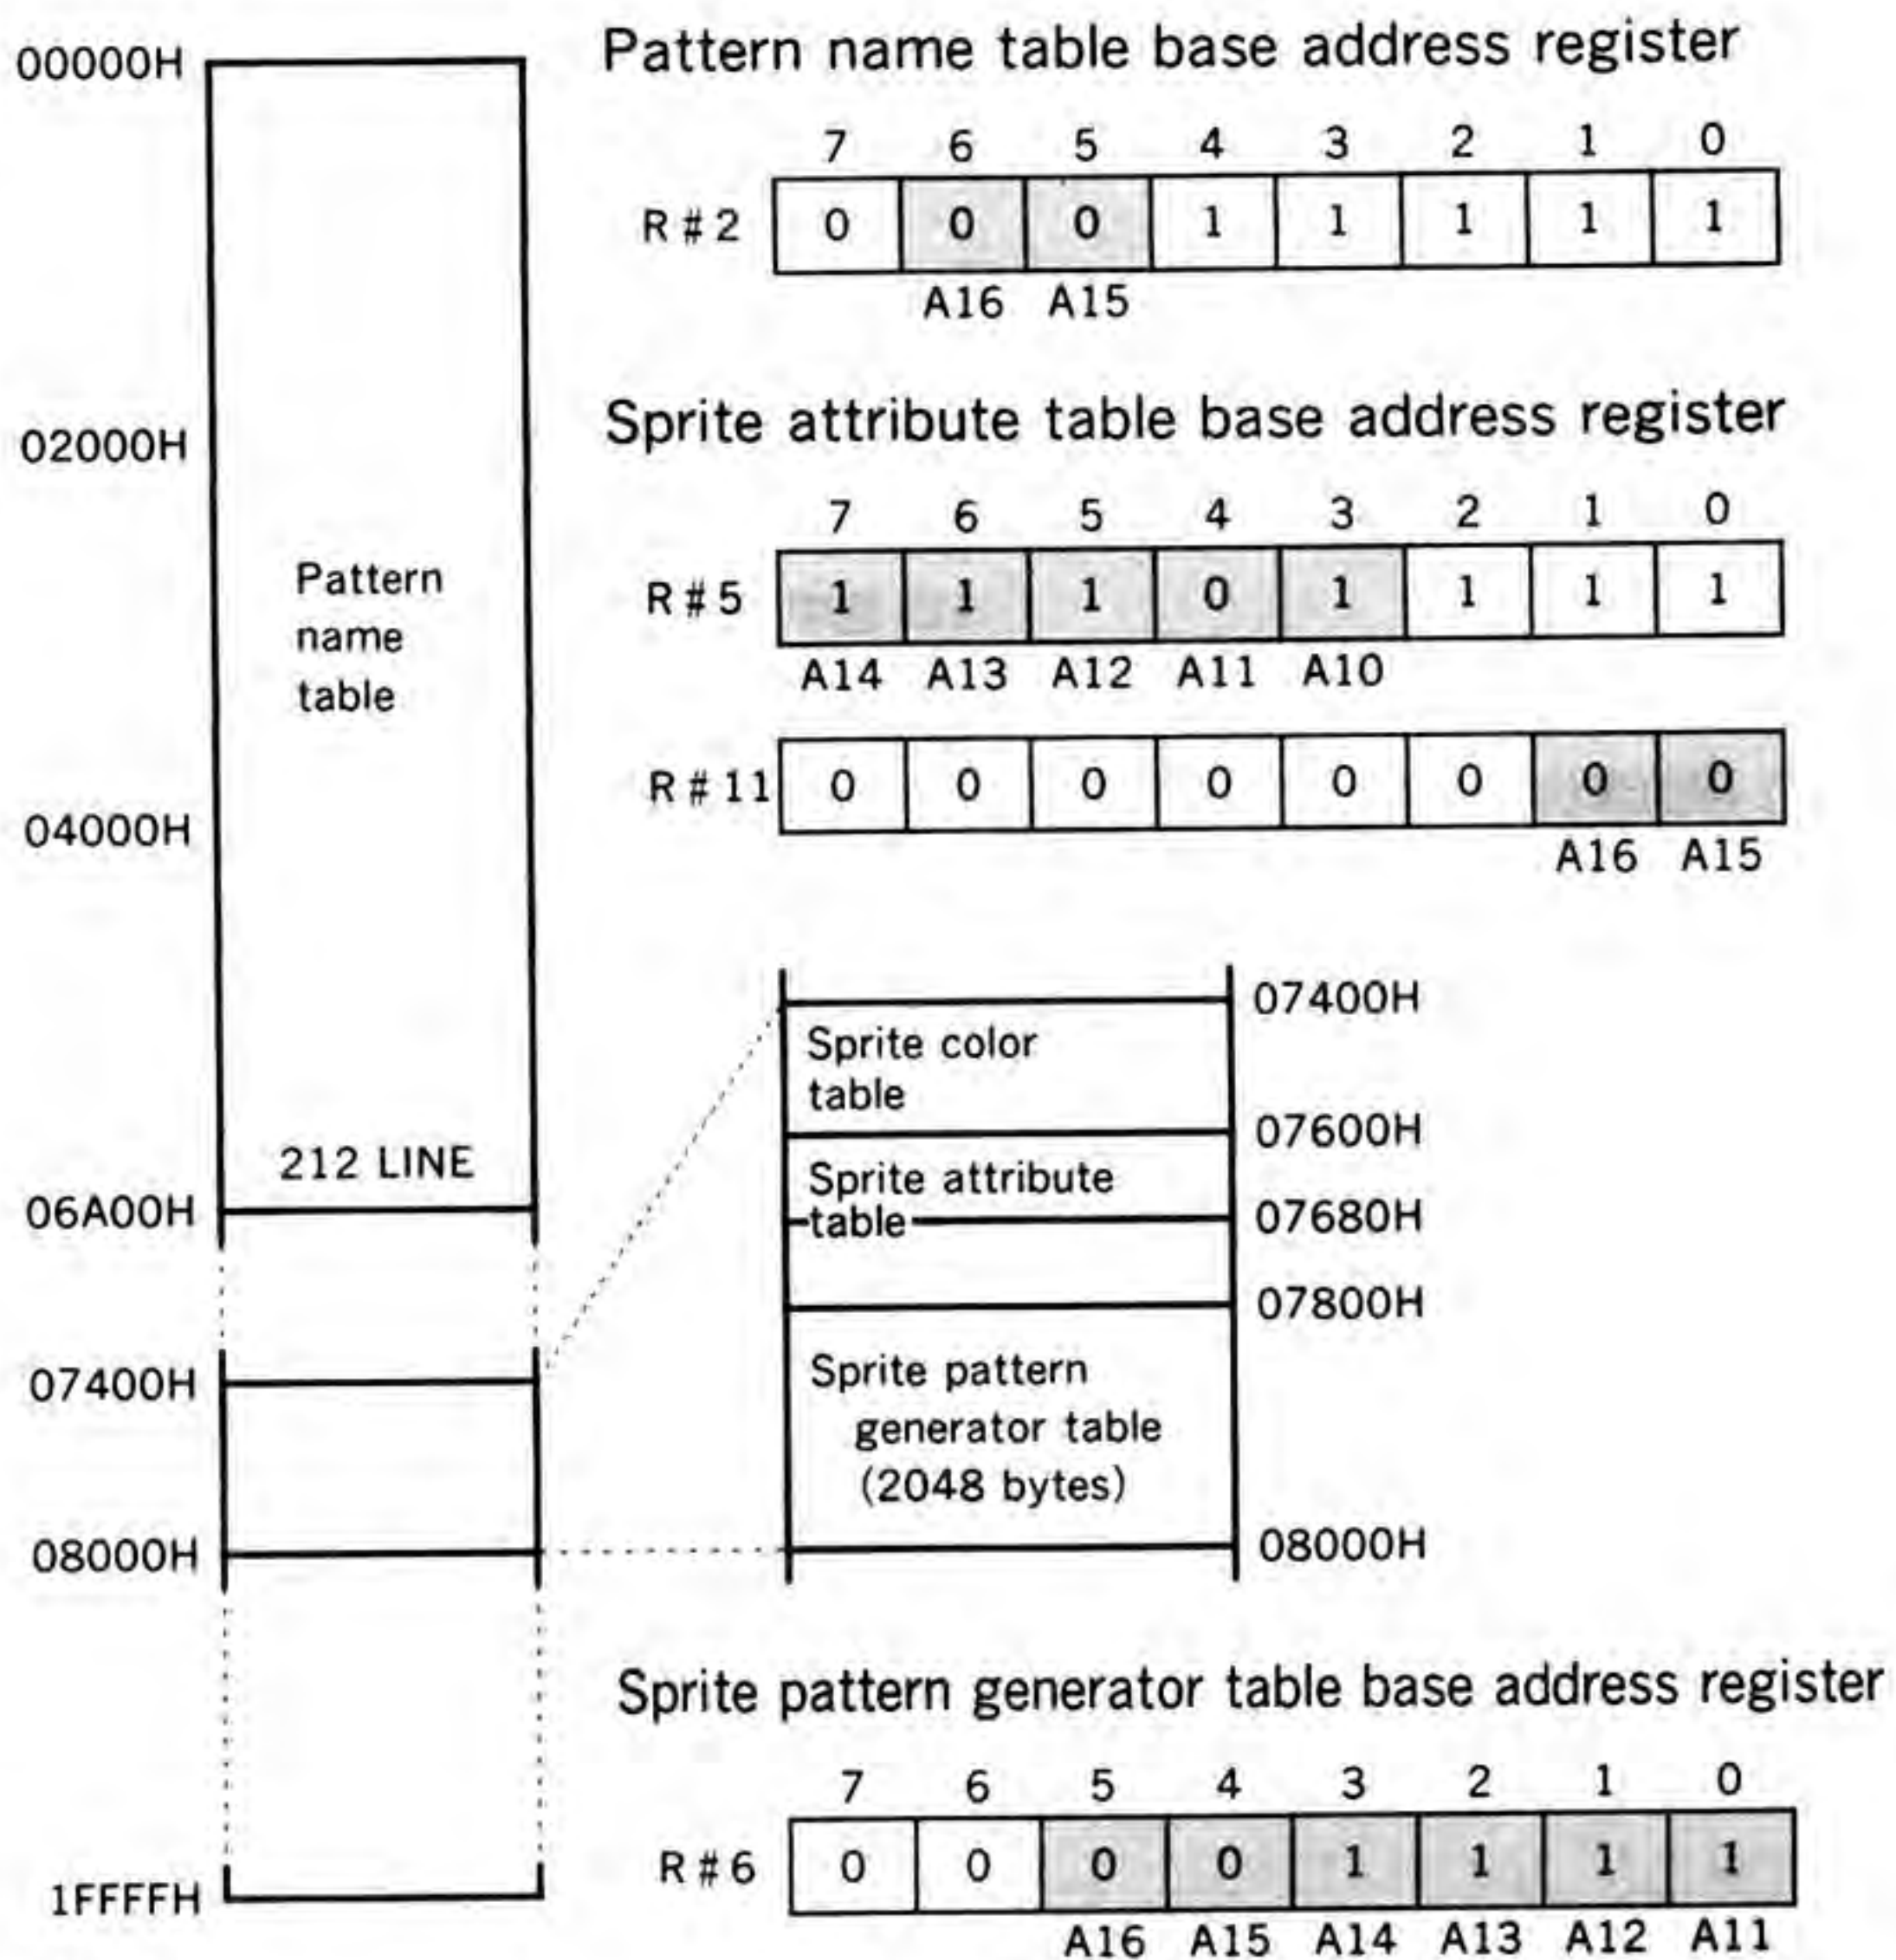 00000H
Pattern name table base address register
7 6 5 4 3 2 1 0
R#2 0 0 0 1 1 1 1 1
A16 A15
02000H
Sprite attribute table base address register
7 6 5 4 3 2 1 0
R#5 1 1 1 0 1 1 1 1
A14 A13 A12 A11 A10
R#11 0 0 0 0 0 0 0 0
A16 A15
Pattern
name
table
04000H
212 LINE
06A00H
07400H
08000H
1FFFFH
07400H
Sprite color
table
07600H
Sprite attribute
table
07680H
07800H
Sprite pattern
generator table
(2048 bytes)
08000H
Sprite pattern generator table base address register
7 6 5 4 3 2 1 0
R#6 0 0 0 0 1 1 1 1
A16 A15 A14 A13 A12 A11